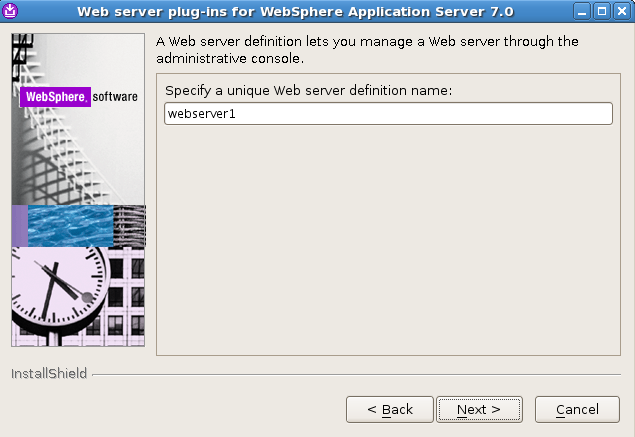 Web server plug-ins for WebSphere Application Server 7.0
A Web server definition lets you manage a Web server through the
administrative console.
WebSphere. software
Specify a unique Web server definition name:
webserver1
InstallShield
< Back
Next >
Cancel